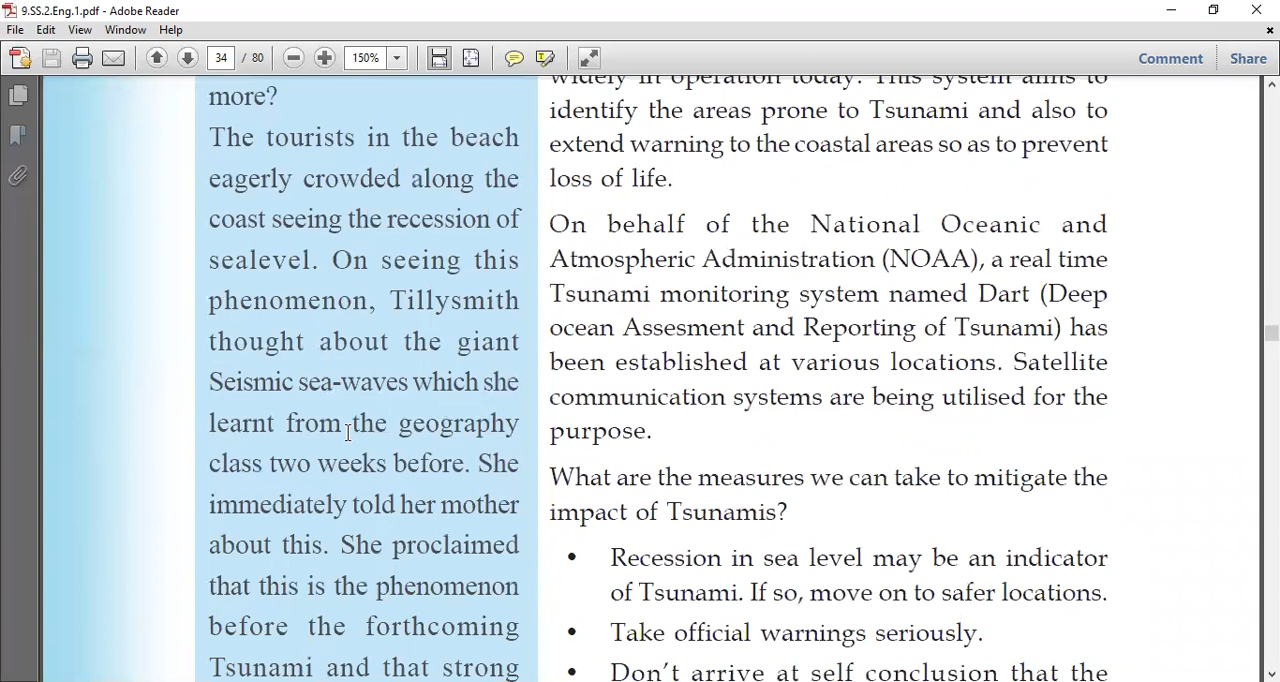 9.SS.2.Eng.1.pdf - Adobe Reader
File Edit View Window Help
34 / 80 150% Comment Share
more?
The tourists in the beach
eagerly crowded along the
coast seeing the recession of
sealevel. On seeing this
phenomenon, Tillysmith
thought about the giant
Seismic sea-waves which she
learnt from the geography
class two weeks before. She
immediately told her mother
about this. She proclaimed
that this is the phenomenon
before the forthcoming
Tsunami and that strong
widely in operation today. This system aims to
identify the areas prone to Tsunami and also to
extend warning to the coastal areas so as to prevent
loss of life.
On behalf of the National Oceanic and
Atmospheric Administration (NOAA), a real time
Tsunami monitoring system named Dart (Deep
ocean Assesment and Reporting of Tsunami) has
been established at various locations. Satellite
communication systems are being utilised for the
purpose.
What are the measures we can take to mitigate the
impact of Tsunamis?
• Recession in sea level may be an indicator
of Tsunami. If so, move on to safer locations.
• Take official warnings seriously.
• Don't arrive at self conclusion that the